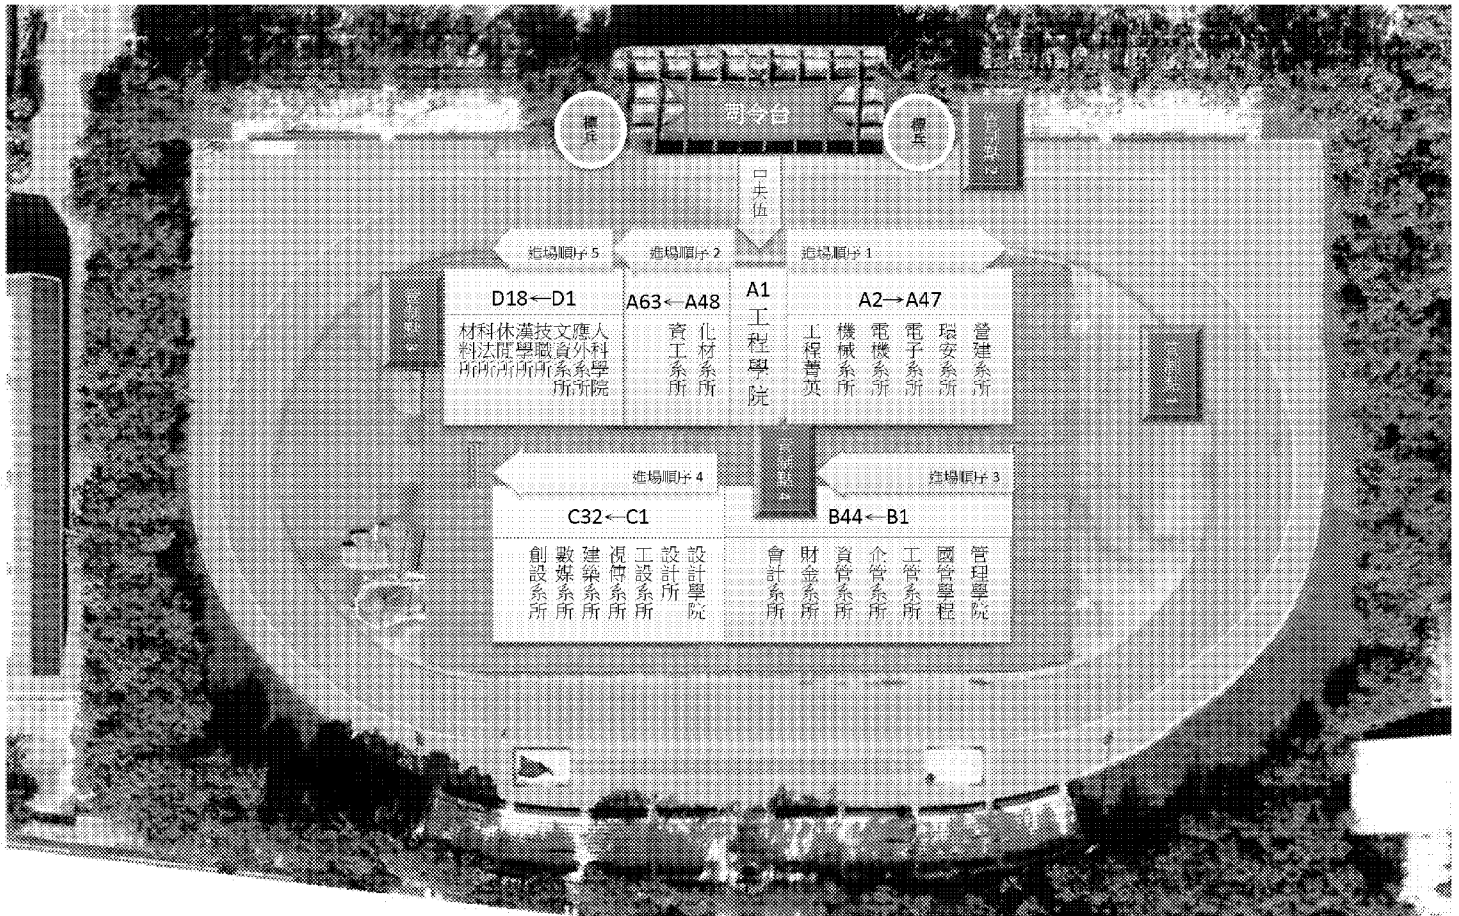 司令台
標兵
標兵
中央伍
進場順序 5
進場順序 2
進場順序 1
D18←D1
A63←A48
A1
工程學院
A2→A47
材料所
科法所
休閒所
漢學所
技職所
文資系所
應外系所
人科學院
資工系所
化材系所
工程菁英
機械系所
電機系所
電子系所
環安系所
營建系所
進場順序 4
進場順序 3
C32←C1
B44←B1
創設系所
數媒系所
建築系所
視傳系所
工設系所
設計所
設計學院
會計系所
財金系所
資管系所
企管系所
工管系所
國管學程
管理學院